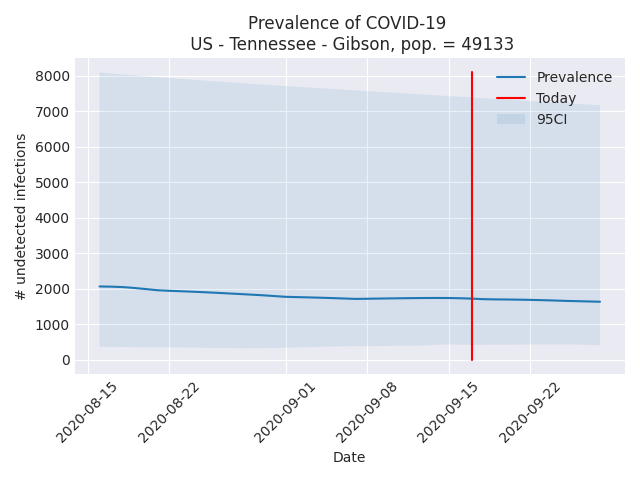 Prevalence of COVID-19
US - Tennessee - Gibson, pop. = 49133
# undetected infections
8000
7000
6000
5000
4000
3000
2000
1000
0
Prevalence
Today
95CI
2020-08-15
2020-08-22
2020-09-01
2020-09-08
2020-09-15
2020-09-22
Date